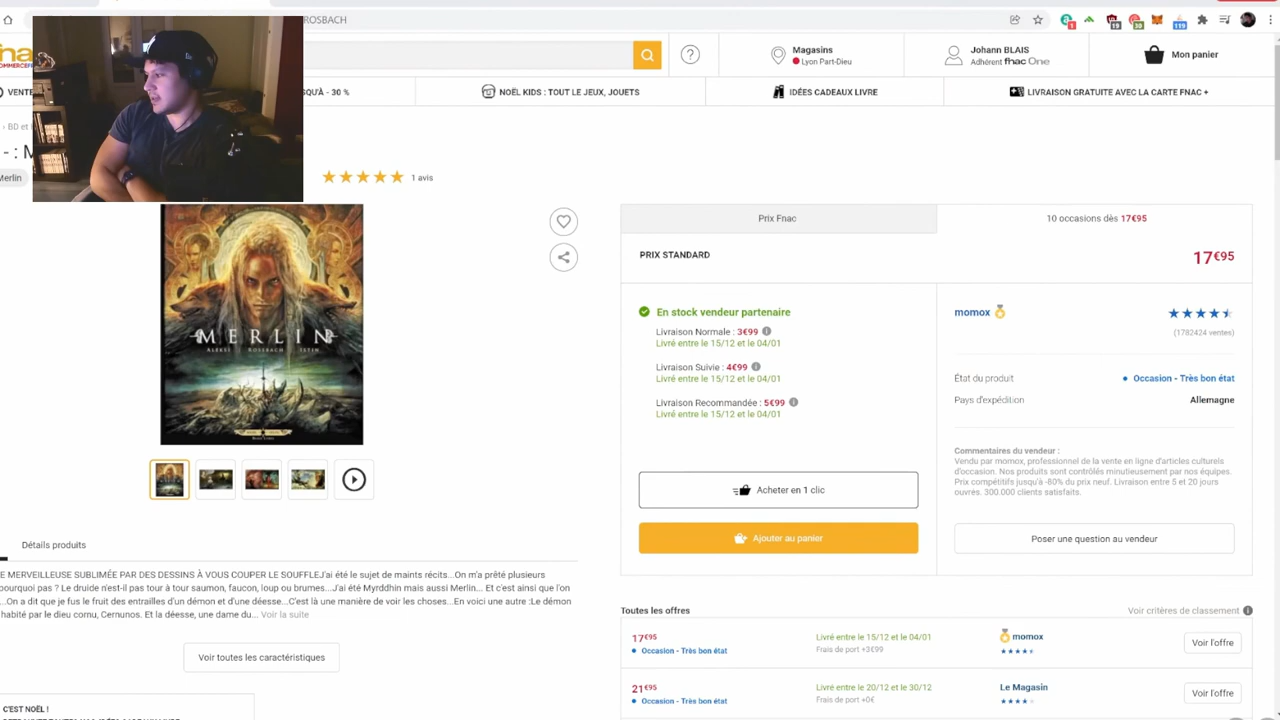 ROSBACH
Magasins
Lyon Part-Dieu
Johann BLAIS
Adhérent fnac One
Mon panier
VENTE
JSQU'À - 30 %
NOËL KIDS : TOUT LE JEUX, JOUETS
IDÉES CADEAUX LIVRE
LIVRAISON GRATUITE AVEC LA CARTE FNAC +
BD et
- : M
Merlin
1 avis
MERLIN
Prix Fnac
10 occasions dès 17€95
PRIX STANDARD
17€95
En stock vendeur partenaire
Livraison Normale : 3€99
Livré entre le 15/12 et le 04/01
Livraison Suivie : 4€99
Livré entre le 15/12 et le 04/01
Livraison Recommandée : 5€99
Livré entre le 15/12 et le 04/01
Acheter en 1 clic
Ajouter au panier
momox
(1782424 ventes)
État du produit
Occasion - Très bon état
Pays d'expédition
Allemagne
Commentaires du vendeur :
Vendu par momox, professionnel de la vente en ligne d'articles culturels
d'occasion. Nos produits sont contrôlés minutieusement par nos équipes.
Prix compétitifs jusqu'à -80% du prix neuf. Livraison entre 5 et 20 jours
ouvrés. 300.000 clients satisfaits.
Poser une question au vendeur
Détails produits
E MERVEILLEUSE SUBLIMÉE PAR DES DESSINS À VOUS COUPER LE SOUFFLEJ'ai été le sujet de maints récits...On m'a prêté plusieurs
pourquoi pas ? Le druide n'est-il pas tour à tour saumon, faucon, loup ou brumes...J'ai été Myrddhin mais aussi Merlin... Et c'est ainsi que l'on
...On a dit que je fus le fruit des entrailles d'un démon et d'une déesse...C'est là une manière de voir les choses...En voici une autre :Le démon
habité par le dieu cornu, Cernunos. Et la déesse, une dame du... Voir la suite
Voir toutes les caractéristiques
C'EST NOËL !
Toutes les offres
Voir critères de classement
17€95
Occasion - Très bon état
Livré entre le 15/12 et le 04/01
Frais de port +3€99
momox
Voir l'offre
21€95
Occasion - Très bon état
Livré entre le 20/12 et le 30/12
Frais de port +0€
Le Magasin
Voir l'offre